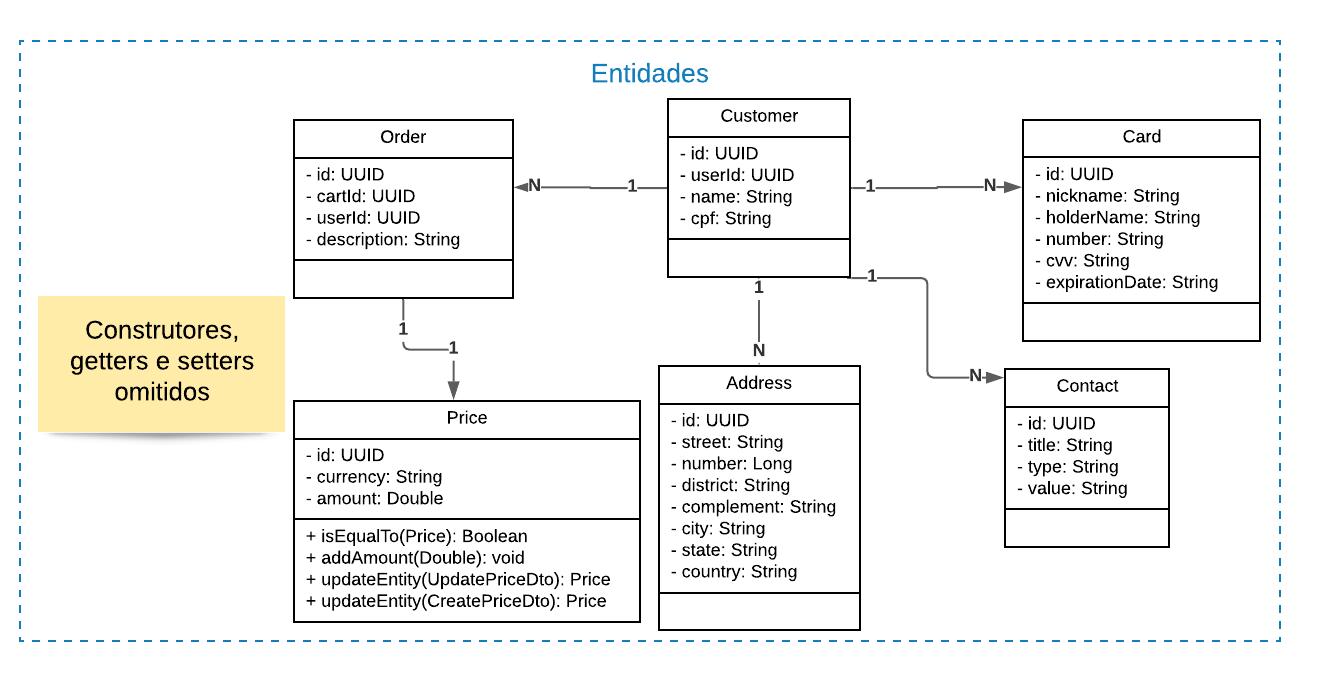 Entidades
Order
- id: UUID
- cartId: UUID
- userId: UUID
- description: String
Customer
- id: UUID
- userId: UUID
- name: String
- cpf: String
Card
- id: UUID
- nickname: String
- holderName: String
- number: String
- cvv: String
- expirationDate: String
N
1
1
N
1
N
1
N
1
1
Construtores,
getters e setters
omitidos
Price
- id: UUID
- currency: String
- amount: Double
+ isEqualTo(Price): Boolean
+ addAmount(Double): void
+ updateEntity(UpdatePriceDto): Price
+ updateEntity(CreatePriceDto): Price
Address
- id: UUID
- street: String
- number: Long
- district: String
- complement: String
- city: String
- state: String
- country: String
Contact
- id: UUID
- title: String
- type: String
- value: String